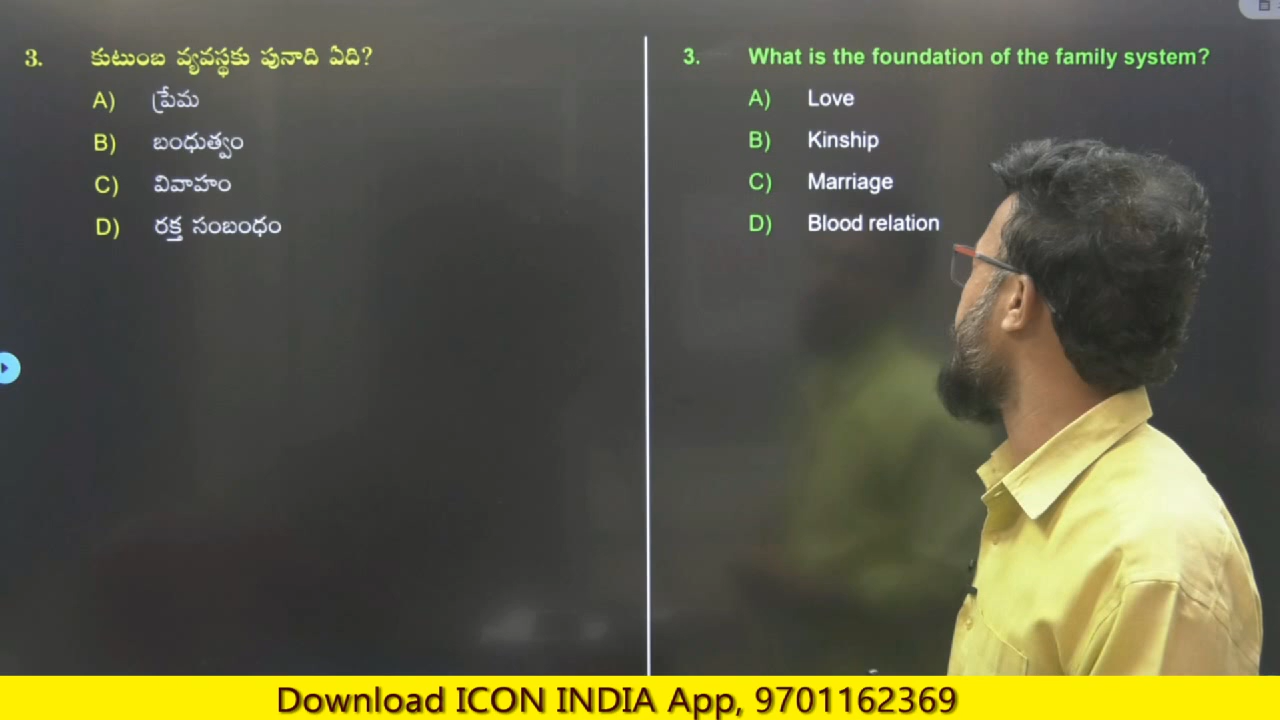 3. కుటుంబ వ్యవస్థకు పునాది ఏది?
A) ప్రేమ
B) బంధుత్వం
C) వివాహం
D) రక్త సంబంధం
3. What is the foundation of the family system?
A) Love
B) Kinship
C) Marriage
D) Blood relation
Download ICON INDIA App, 9701162369